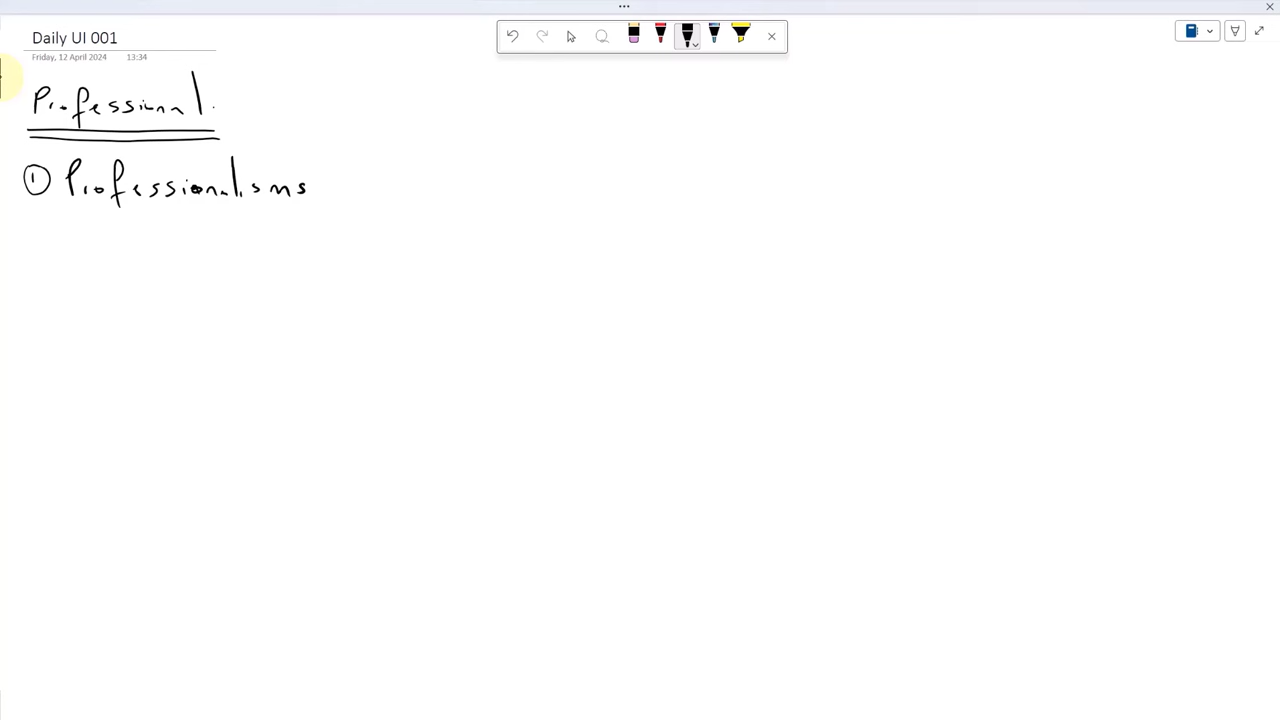 Daily UI 001
Friday, 12 April 2024 13:34
Professional.
① Professionalisms